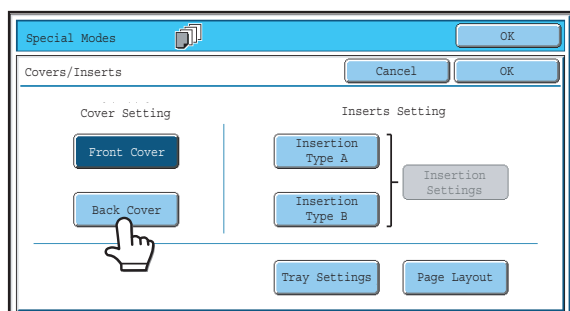 Special Modes
OK
Covers/Inserts
Cancel
OK
Cover Setting
Inserts Setting
Front Cover
Insertion
Type A
Insertion
Settings
Back Cover
Insertion
Type B
Tray Settings
Page Layout